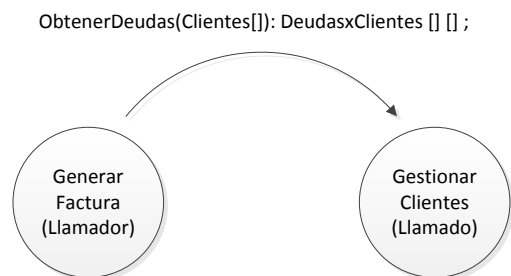 ObtenerDeudas(Clientes[]): DeudasxClientes [] [] ;
Generar
Factura
(Llamador)
Gestionar
Clientes
(Llamado)